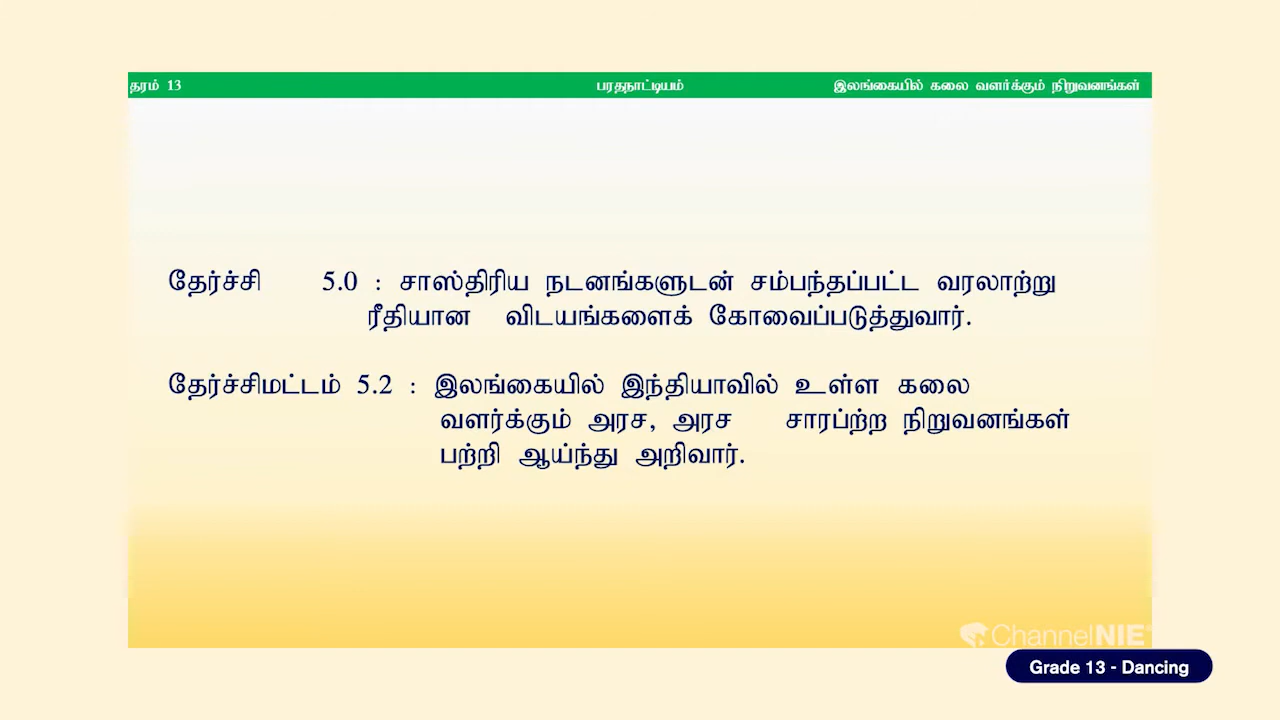 தரம் 13 பரதநாட்டியம் இலங்கையில் கலை வளர்க்கும் நிறுவனங்கள்
தேர்ச்சி 5.0 : சாஸ்திரிய நடனங்களுடன் சம்பந்தப்பட்ட வரலாற்று
ரீதியான விடயங்களைக் கோவைப்படுத்துவார்.
தேர்ச்சிமட்டம் 5.2 : இலங்கையில் இந்தியாவில் உள்ள கலை
வளர்க்கும் அரச, அரச சாரப்ற்ற நிறுவனங்கள்
பற்றி ஆய்ந்து அறிவார்.
ChannelNIE
Grade 13 - Dancing